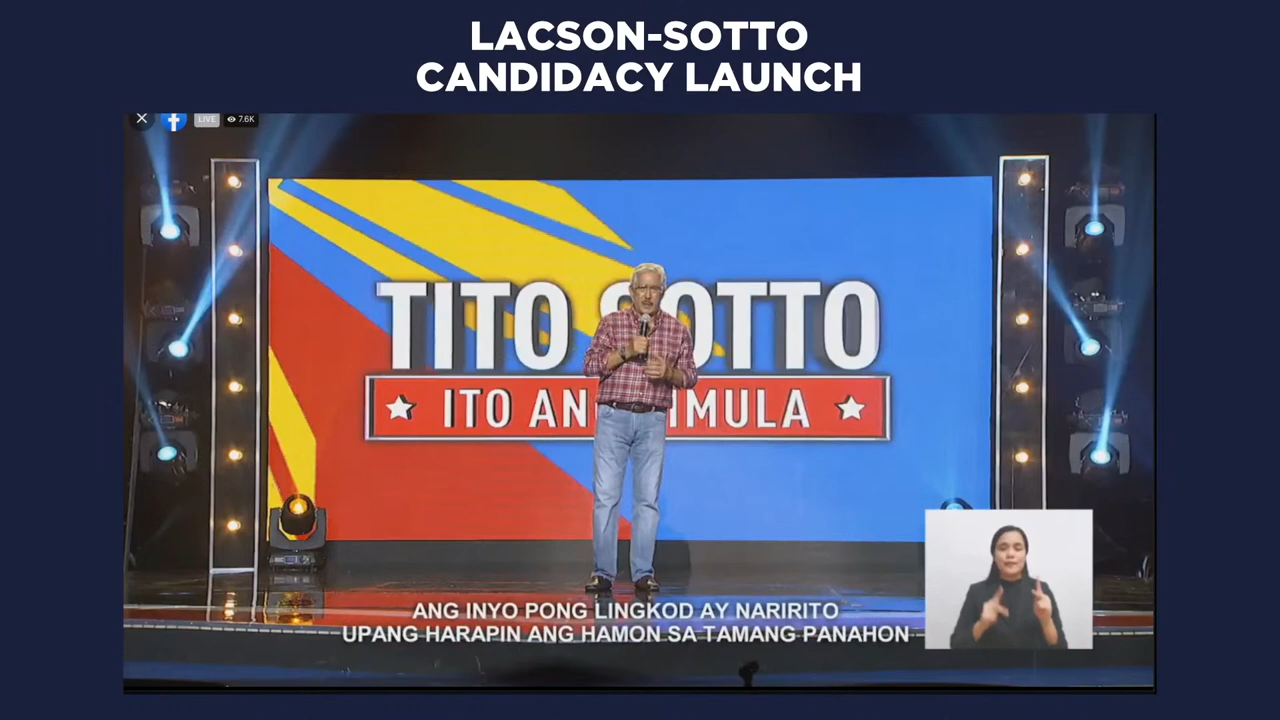 LACSON-SOTTO
CANDIDACY LAUNCH
LIVE
7.6K
TITO SOTTO
ITO AN IMULA
ANG INYO PONG LINGKOD AY NARIRITO
UPANG HARAPIN ANG HAMON SA TAMANG PANAHON